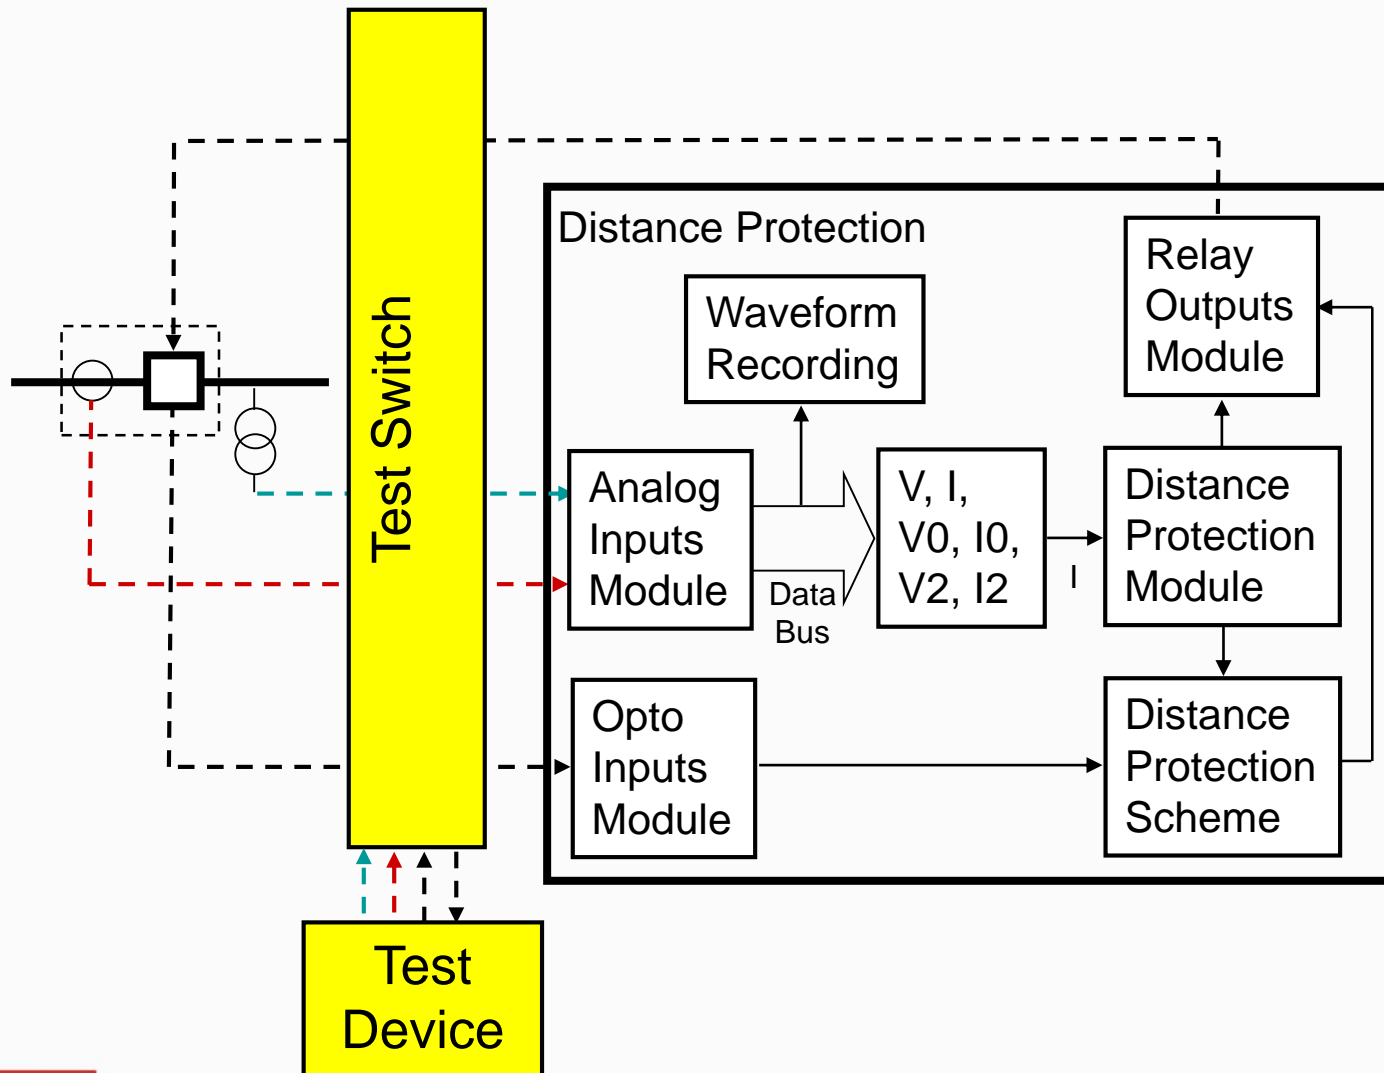 Distance Protection
Relay
Outputs
Module
Waveform
Recording
Test Switch
Analog
Inputs
Module
Data
Bus
V, I,
V0, I0,
V2, I2
I
Distance
Protection
Module
Opto
Inputs
Module
Distance
Protection
Scheme
Test
Device